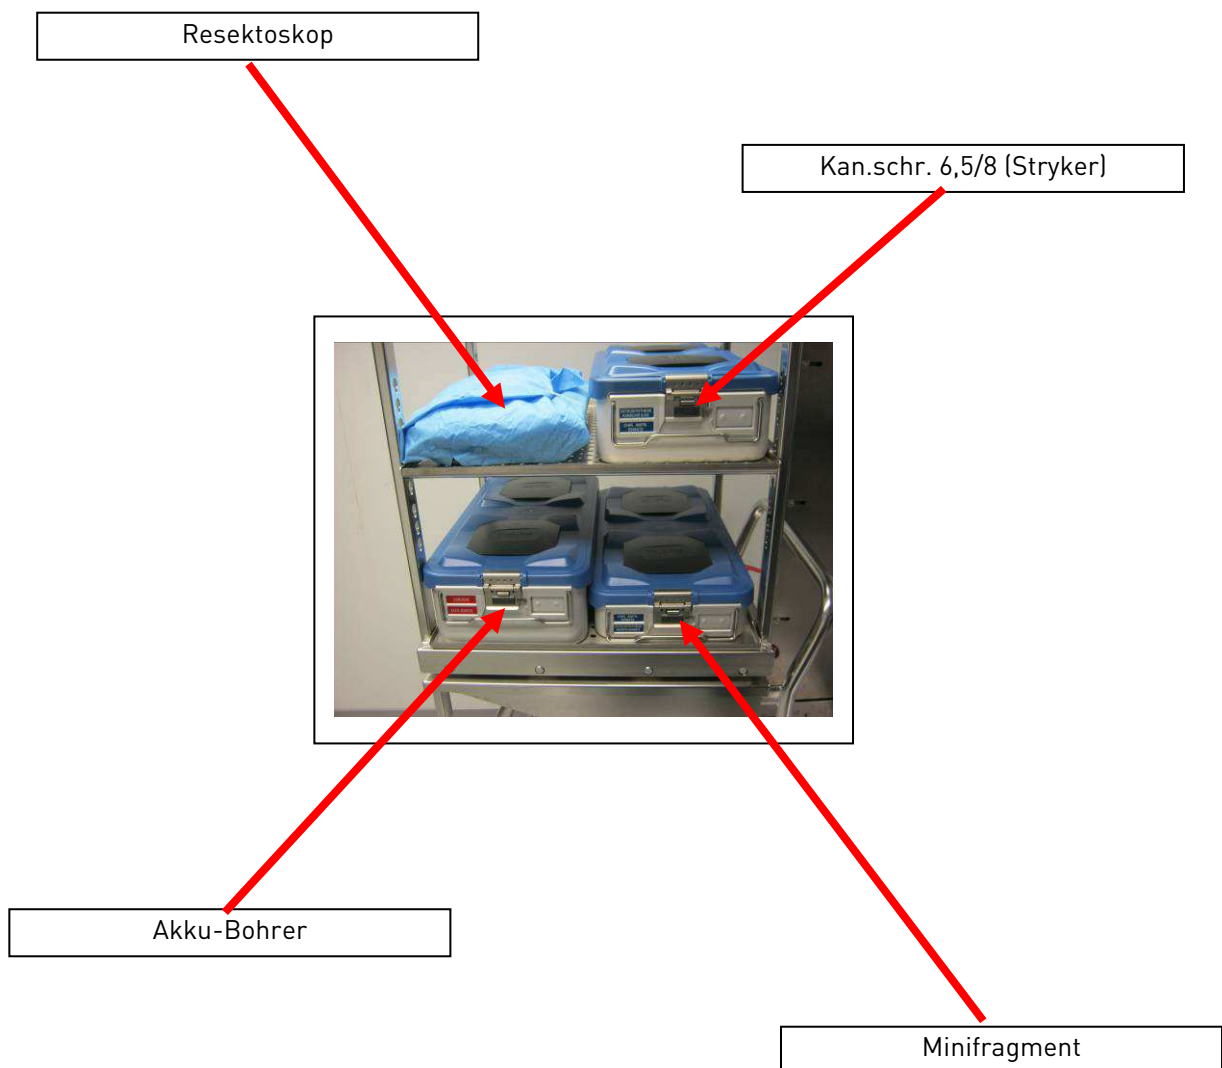 Resektoskop
Kan.schr. 6,5/8 (Stryker)
Akku-Bohrer
Minifragment